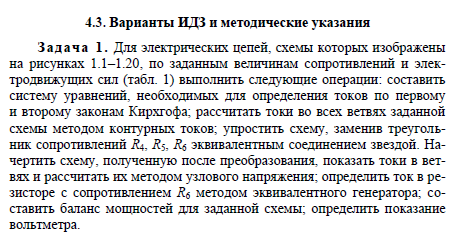 4.3. Варианты ИДЗ и методические указания
Задача 1. Для электрических цепей, схемы которых изображены
на рисунках 1.1–1.20, по заданным величинам сопротивлений и элек-
тродвижущих сил (табл. 1) выполнить следующие операции: составить
систему уравнений, необходимых для определения токов по первому
и второму законам Кирхгофа; рассчитать токи во всех ветвях заданной
схемы методом контурных токов; упростить схему, заменив треуголь-
ник сопротивлений R4, R5, R6 эквивалентным соединением звездой. На-
чертить схему, полученную после преобразования, показать токи в вет-
вях и рассчитать их методом узлового напряжения; определить ток в ре-
зисторе с сопротивлением R6 методом эквивалентного генератора; со-
ставить баланс мощностей для заданной схемы; определить показание
вольтметра.